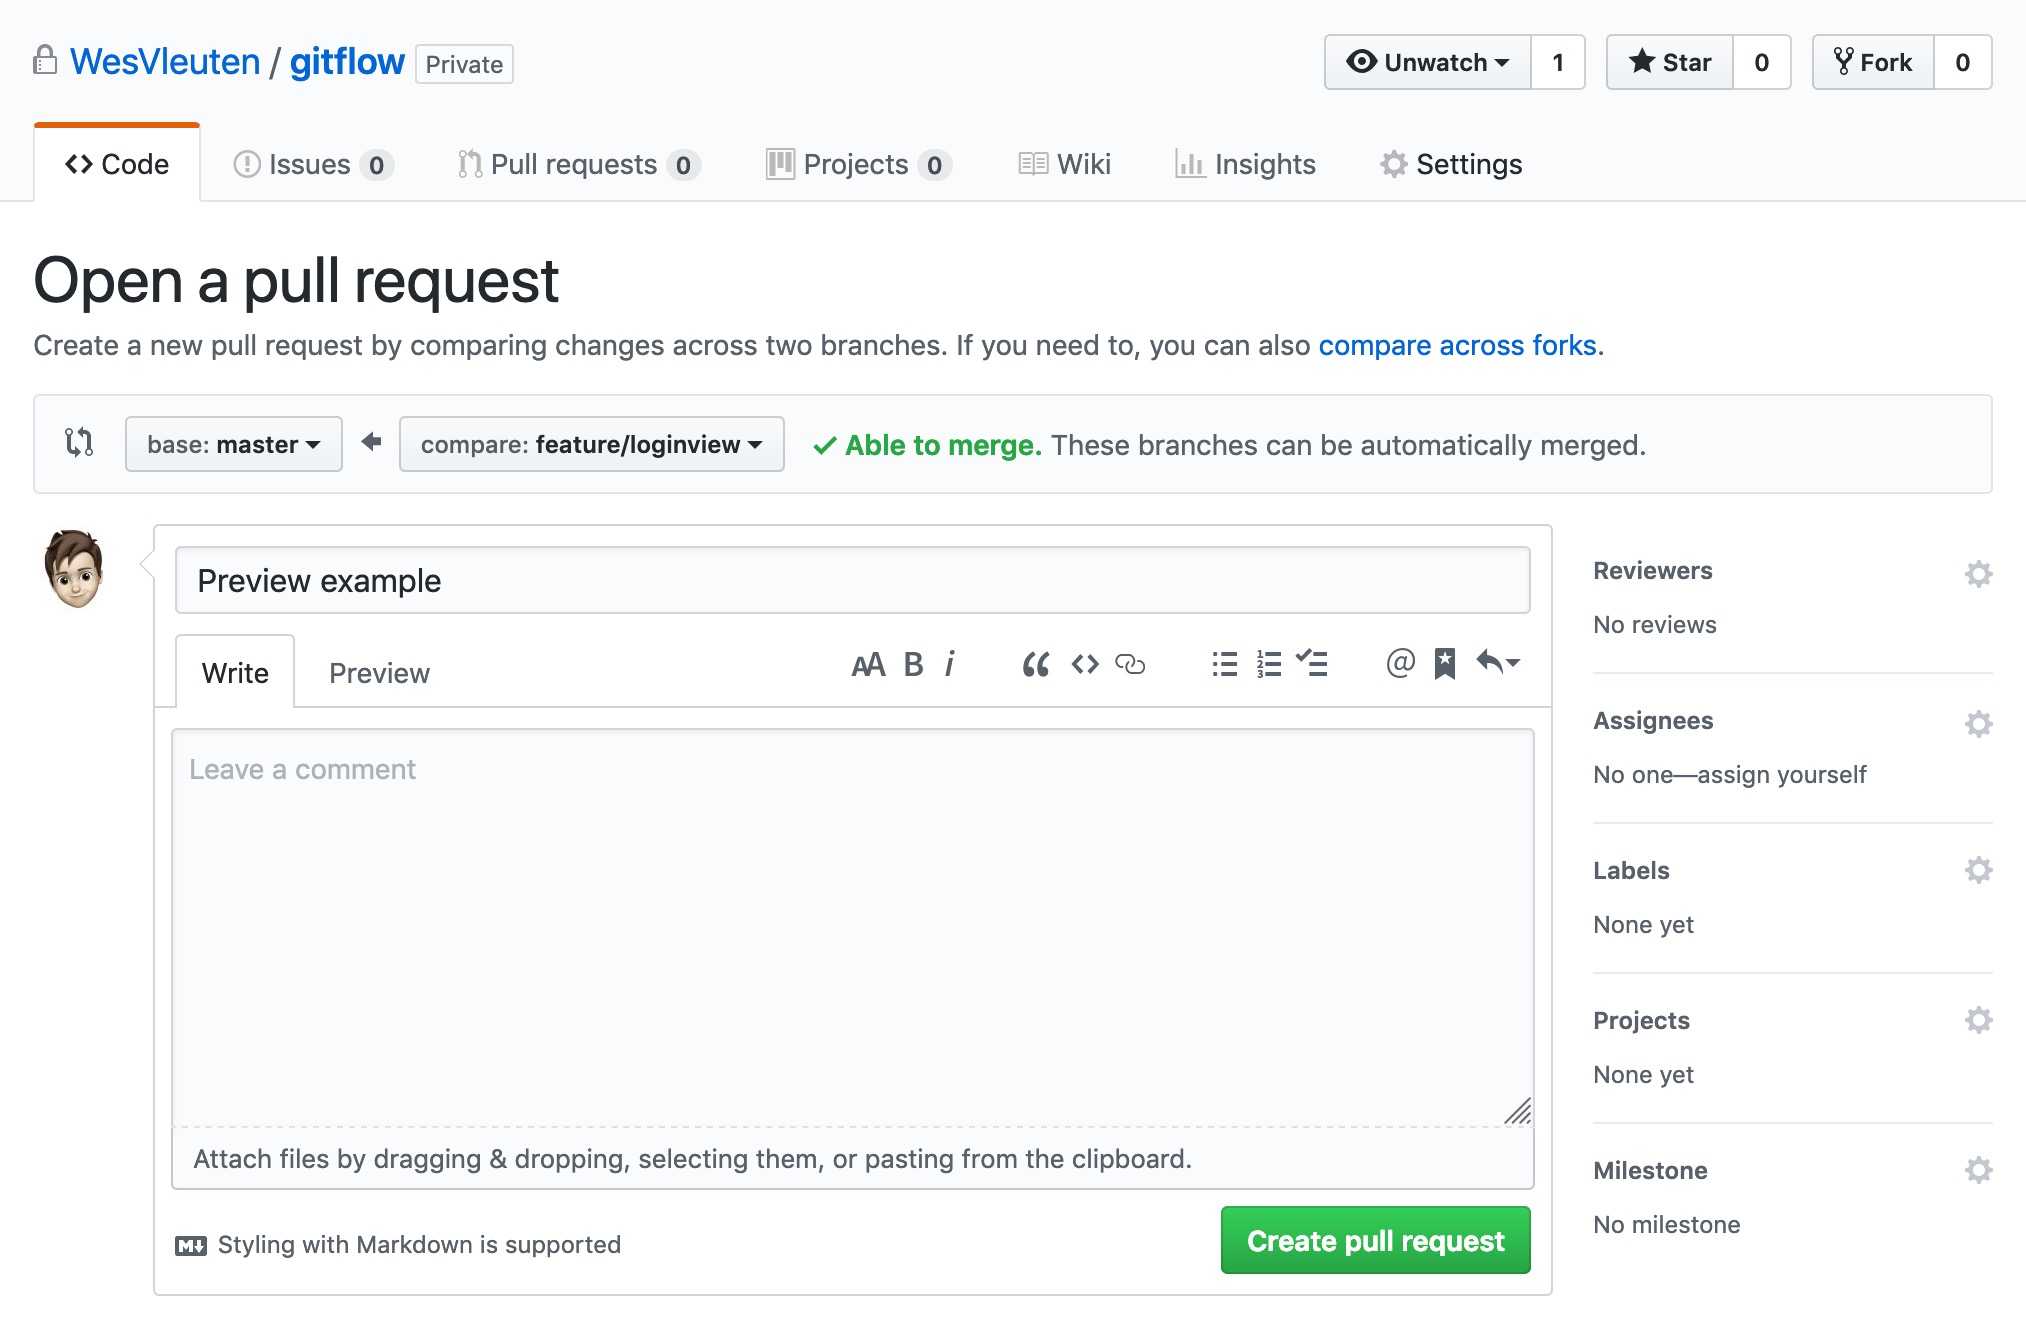 WesVleuten / gitflow Private Unwatch 1 Star 0 Fork 0
Code Issues 0 Pull requests 0 Projects 0 Wiki Insights Settings
Open a pull request
Create a new pull request by comparing changes across two branches. If you need to, you can also compare across forks.
base: master compare: feature/loginview Able to merge. These branches can be automatically merged.
Preview example
Write Preview AA B i
Leave a comment
Attach files by dragging & dropping, selecting them, or pasting from the clipboard.
Styling with Markdown is supported
Create pull request
Reviewers
No reviews
Assignees
No one—assign yourself
Labels
None yet
Projects
None yet
Milestone
No milestone